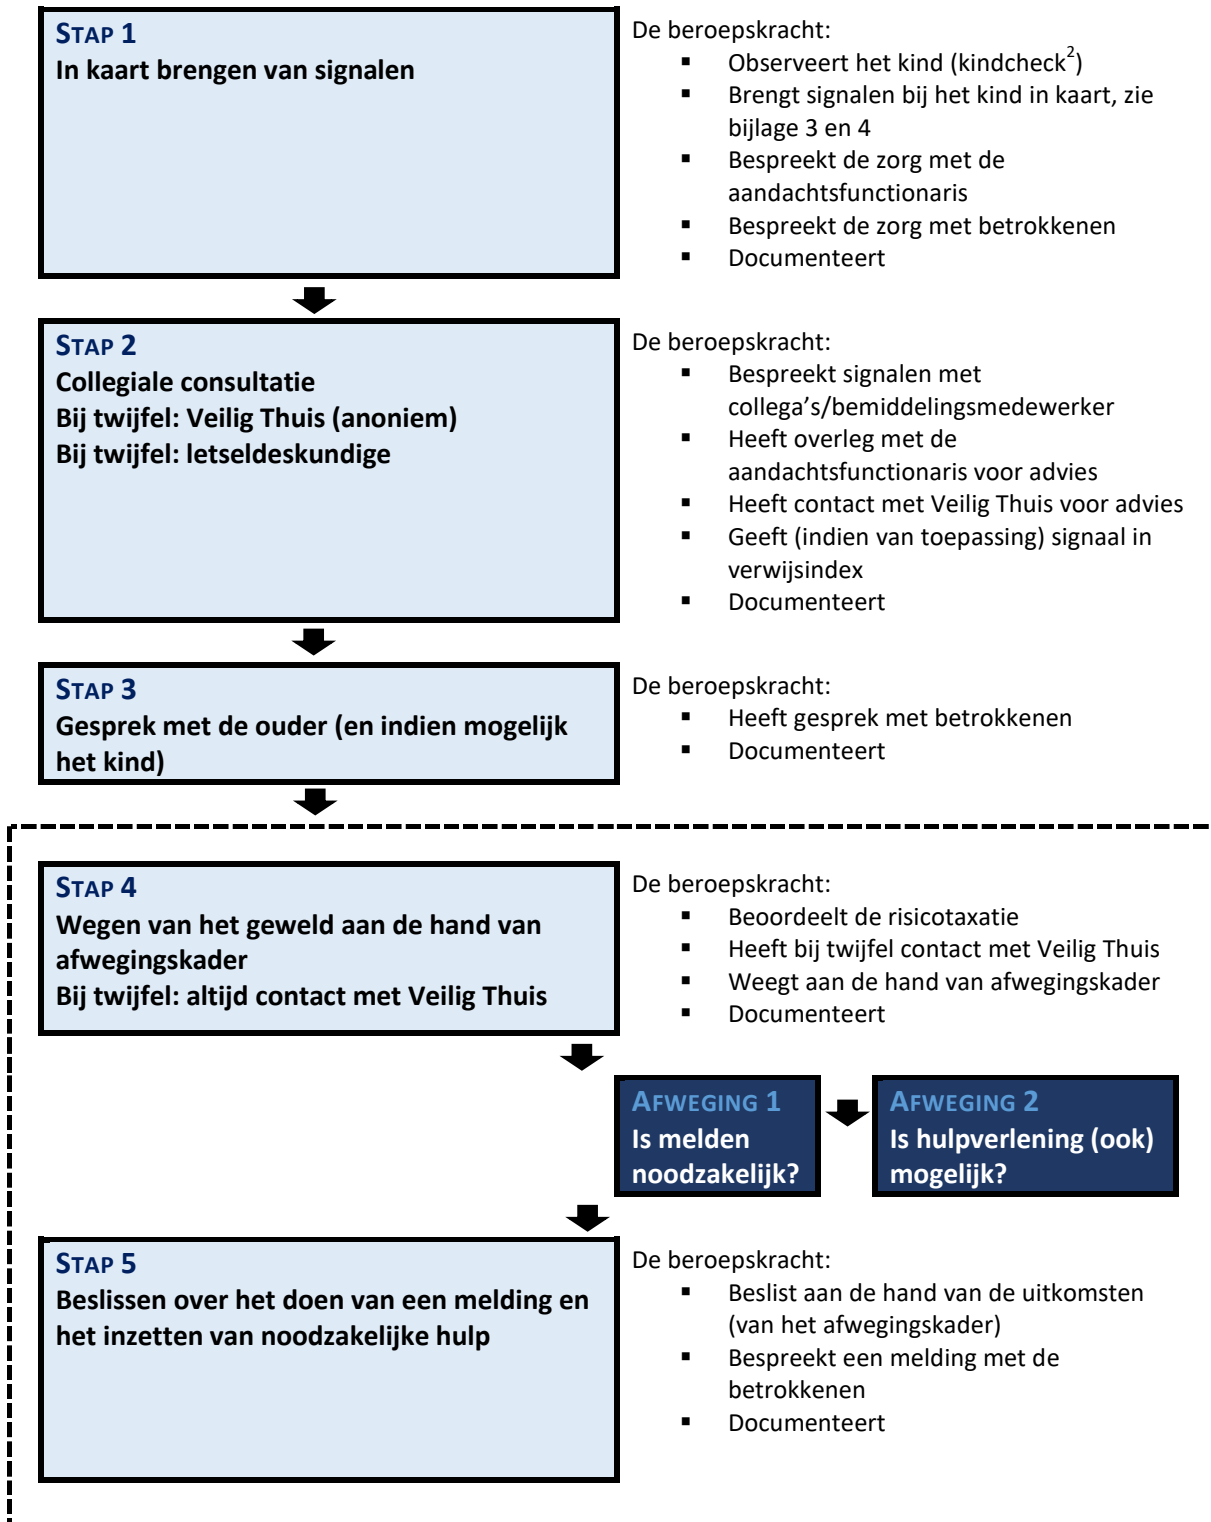 STAP 1
In kaart brengen van signalen
De beroepskracht:
▪ Observeert het kind (kindcheck2)
▪ Brengt signalen bij het kind in kaart, zie
bijlage 3 en 4
▪ Bespreekt de zorg met de
aandachtsfunctionaris
▪ Bespreekt de zorg met betrokkenen
▪ Documenteert
STAP 2
Collegiale consultatie
Bij twijfel: Veilig Thuis (anoniem)
Bij twijfel: letseldeskundige
De beroepskracht:
▪ Bespreekt signalen met
collega’s/bemiddelingsmedewerker
▪ Heeft overleg met de
aandachtsfunctionaris voor advies
▪ Heeft contact met Veilig Thuis voor advies
▪ Geeft (indien van toepassing) signaal in
verwijsindex
▪ Documenteert
STAP 3
Gesprek met de ouder (en indien mogelijk
het kind)
De beroepskracht:
▪ Heeft gesprek met betrokkenen
▪ Documenteert
STAP 4
Wegen van het geweld aan de hand van
afwegingskader
Bij twijfel: altijd contact met Veilig Thuis
De beroepskracht:
▪ Beoordeelt de risicotaxatie
▪ Heeft bij twijfel contact met Veilig Thuis
▪ Weegt aan de hand van afwegingskader
▪ Documenteert
AFWEGING 1
Is melden
noodzakelijk?
AFWEGING 2
Is hulpverlening (ook)
mogelijk?
STAP 5
Beslissen over het doen van een melding en
het inzetten van noodzakelijke hulp
De beroepskracht:
▪ Beslist aan de hand van de uitkomsten
(van het afwegingskader)
▪ Bespreekt een melding met de
betrokkenen
▪ Documenteert